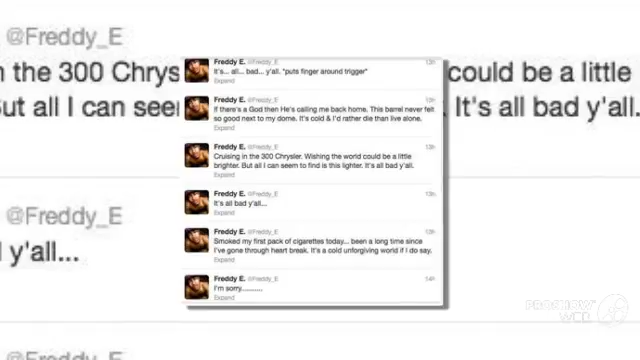 @Freddy_E
n the 300 Chrys
could be a little
But all I can seem
. It's all bad y'all.
@Freddy_E
l y'all...
Freddy E
Freddy E. @Freddy_E 13h
It's... all... bad... y'all. *puts finger around trigger*
Expand
Freddy E. @Freddy_E 13h
If there's a God then He's calling me back home. This barrel never felt
so good next to my dome. It's cold & I'd rather die than live alone.
Expand
Freddy E. @Freddy_E 13h
Cruising in the 300 Chrysler. Wishing the world could be a little
brighter. But all I can seem to find is this lighter. It's all bad y'all.
Expand
Freddy E. @Freddy_E 13h
It's all bad y'all...
Expand
Freddy E. @Freddy_E 13h
Smoked my first pack of cigarettes today... been a long time since
I've gone through heart break. It's a cold unforgiving world if I do say.
Expand
Freddy E. @Freddy_E 14h
I'm sorry..........
Expand
PROSHOW
WEB